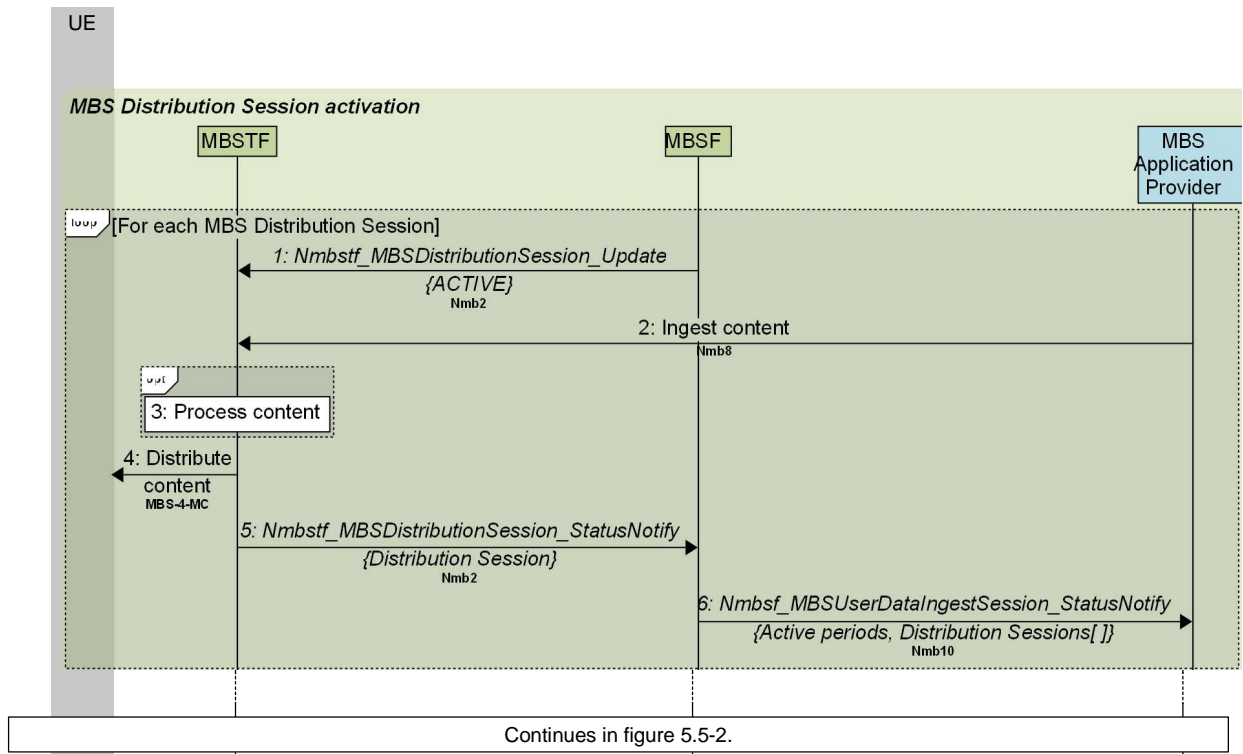 UE
MBS Distribution Session activation
MBSTF
MBSF
MBS
Application
Provider
loop
[For each MBS Distribution Session]
1: Nmbstf_MBSDistributionSession_Update
{ACTIVE}
Nmb2
2: Ingest content
Nmb8
opt
3: Process content
4: Distribute
content
MBS-4-MC
5: Nmbstf_MBSDistributionSession_StatusNotify
{Distribution Session}
Nmb2
6: Nmbsf_MBSUserDataIngestSession_StatusNotify
{Active periods, Distribution Sessions[ ]}
Nmb10
Continues in figure 5.5-2.